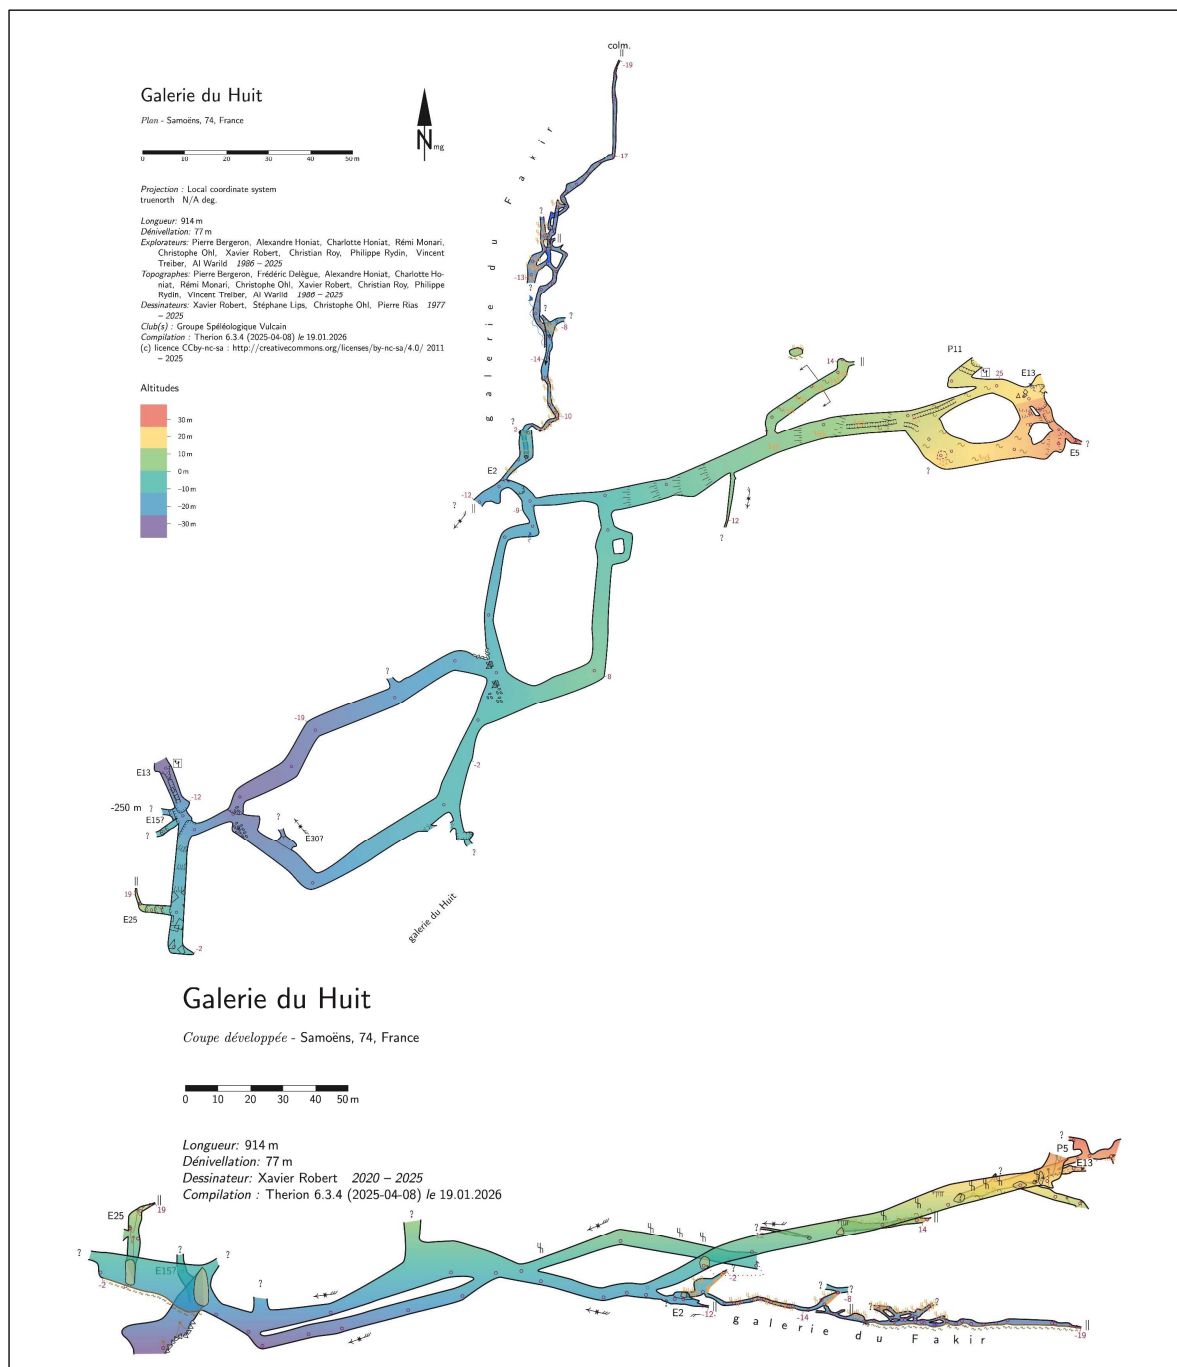 colm.
-19
Galerie du Huit
Plan - Samoëns, 74, France
N mg
0 10 20 30 40 50 m
-17
galerie du Fakir
Projection : Local coordinate system
truenorth N/A deg.
Longueur: 914 m
Dénivellation: 77 m
Explorateurs: Pierre Bergeron, Alexandre Honiat, Charlotte Honiat, Rémi Monari,
Christophe Ohl, Xavier Robert, Christian Roy, Philippe Rydin, Vincent
Treiber, Al Warild 1986 – 2025
Topographes: Pierre Bergeron, Frédéric Delègue, Alexandre Honiat, Charlotte Ho-
niat, Rémi Monari, Christophe Ohl, Xavier Robert, Christian Roy, Philippe
Rydin, Vincent Treiber, Al Warild 1986 – 2025
Dessinateurs: Xavier Robert, Stéphane Lips, Christophe Ohl, Pierre Rias 1977
– 2025
Club(s) : Groupe Spéléologique Vulcain
Compilation : Therion 6.3.4 (2025-04-08) le 19.01.2026
(c) licence CCby-nc-sa : http://creativecommons.org/licenses/by-nc-sa/4.0/ 2011
– 2025
?
-13
?
?
-8
-14
-10
Altitudes
30 m
20 m
10 m
0 m
-10 m
-20 m
-30 m
14
P11
25
E13
E5
?
?
2
E2
-12
?
-9
-12
?
?
8
-19
-2
E13
-12
-250 m
?
E15?
?
?
E30?
?
19
E25
-2
galerie du Huit
Galerie du Huit
Coupe développée - Samoëns, 74, France
0 10 20 30 40 50 m
Longueur: 914 m
Dénivellation: 77 m
Dessinateur: Xavier Robert 2020 – 2025
Compilation : Therion 6.3.4 (2025-04-08) le 19.01.2026
?
P5
E13
?
E25
19
?
?
?
?
E15?
-2
?
12
14
?
-2
E2
-12
?
-8
-14
galerie du Fakir
-19